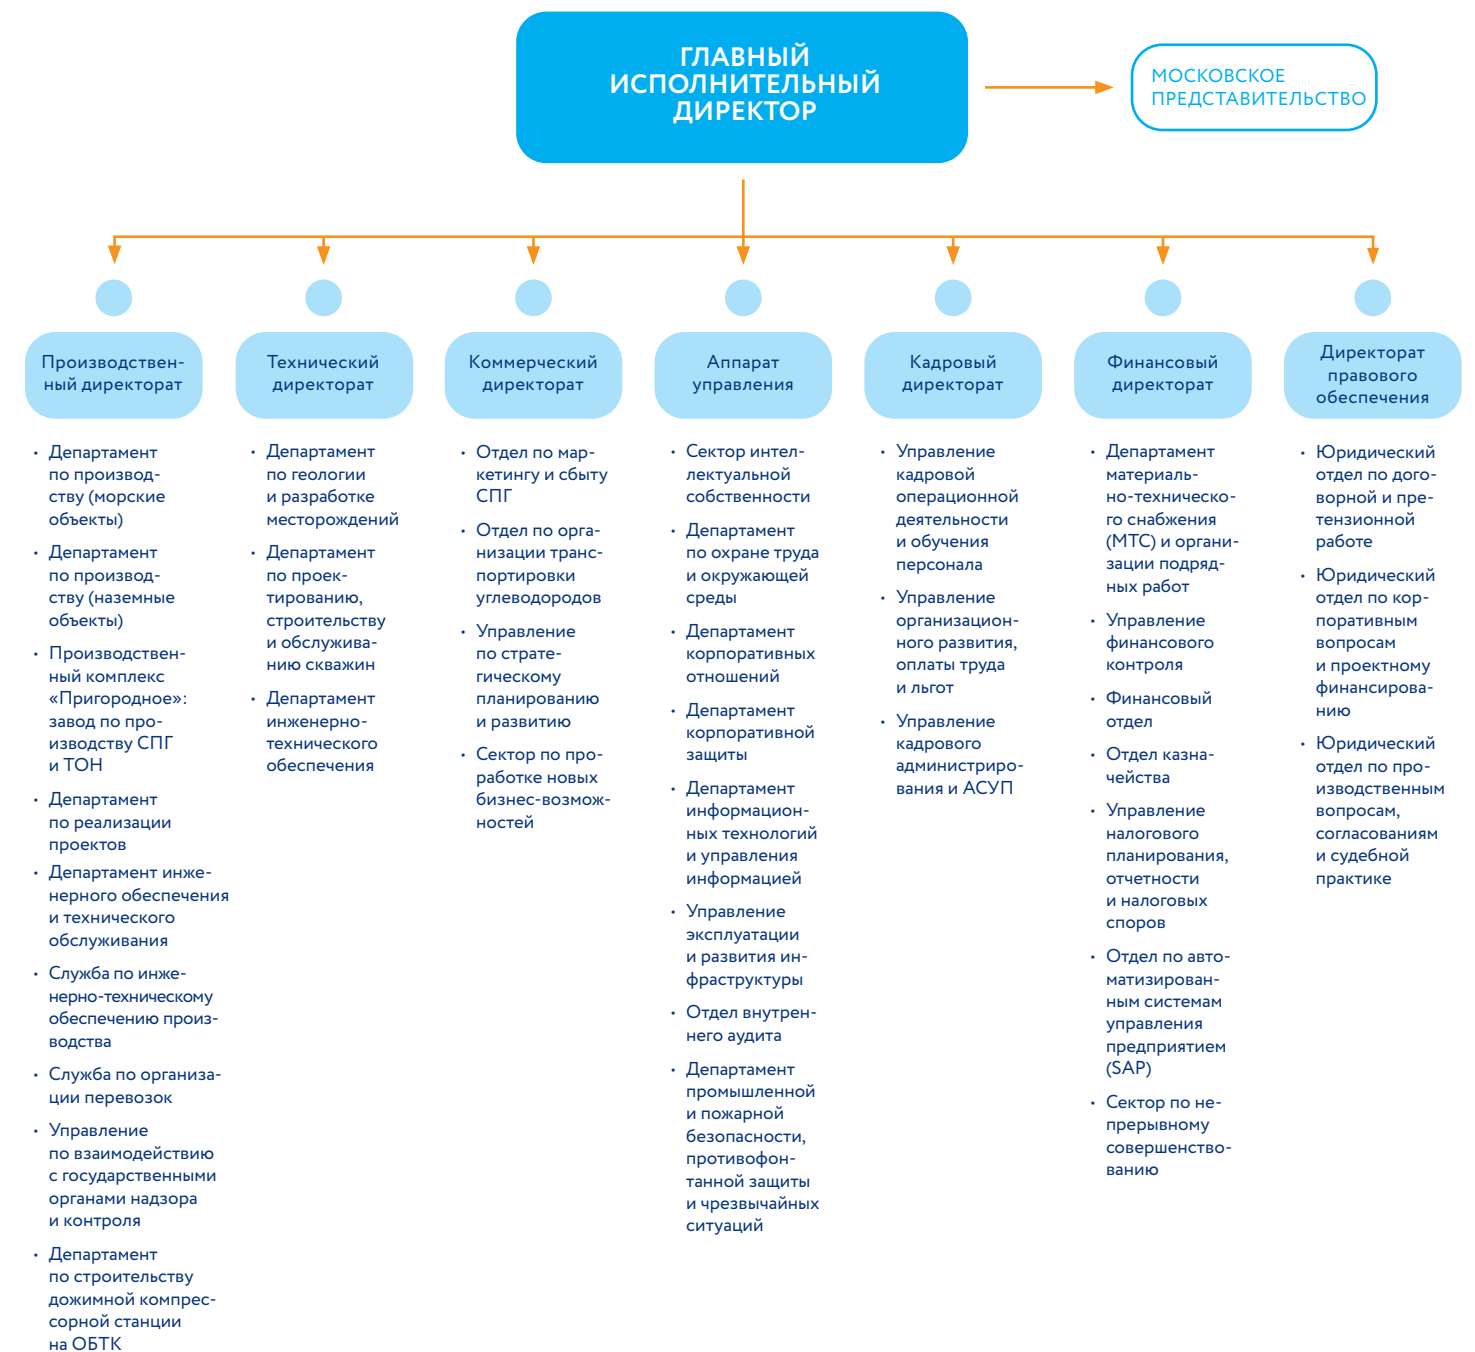 ГЛАВНЫЙ
ИСПОЛНИТЕЛЬНЫЙ
ДИРЕКТОР
МОСКОВСКОЕ
ПРЕДСТАВИТЕЛЬСТВО
Производствен-
ный директорат
• Департамент
по производ-
ству (морские
объекты)
• Департамент
по производ-
ству (наземные
объекты)
• Производствен-
ный комплекс
«Пригородное»:
завод по про-
изводству СПГ
и ТОН
• Департамент
по реализации
проектов
• Департамент инже-
нерного обеспечения
и технического
обслуживания
• Служба по инже-
нерно-техническому
обеспечению произ-
водства
• Служба по организа-
ции перевозок
• Управление
по взаимодействию
с государственными
органами надзора
и контроля
• Департамент
по строительству
дожимной компрес-
сорной станции
на ОБТК
Технический
директорат
• Департамент
по геологии
и разработке
месторождений
• Департамент
по проек-
тированию,
строительству
и обслужива-
нию скважин
• Департамент
инженерно-
технического
обеспечения
Коммерческий
директорат
• Отдел по мар-
кетингу и сбыту
СПГ
• Отдел по орга-
низации транс-
портировки
углеводородов
• Управление
по страте-
гическому
планированию
и развитию
• Сектор по про-
работке новых
бизнес-возмож-
ностей
Аппарат
управления
• Сектор интел-
лектуальной
собственности
• Департамент
по охране труда
и окружающей
среды
• Департамент
корпоративных
отношений
• Департамент
корпоративной
защиты
• Департамент
информацион-
ных технологий
и управления
информацией
• Управление
эксплуатации
и развития ин-
фраструктуры
• Отдел внутрен-
него аудита
• Департамент
промышленной
и пожарной
безопасности,
противофон-
танной защиты
и чрезвычайных
ситуаций
Кадровый
директорат
• Управление
кадровой
операционной
деятельности
и обучения
персонала
• Управление
организацион-
ного развития,
оплаты труда
и льгот
• Управление
кадрового
администриро-
вания и АСУП
Финансовый
директорат
• Департамент
материаль-
но-техническо-
го снабжения
(МТС) и органи-
зации подряд-
ных работ
• Управление
финансового
контроля
• Финансовый
отдел
• Отдел казна-
чейства
• Управление
налогового
планирования,
отчетности
и налоговых
споров
• Отдел по авто-
матизирован-
ным системам
управления
предприятием
(SAP)
• Сектор по не-
прерывному
совершенство-
ванию
Директорат
правового
обеспечения
• Юридический
отдел по дого-
ворной и пре-
тензионной
работе
• Юридический
отдел по кор-
поративным
вопросам
и проектному
финансирова-
нию
• Юридический
отдел по про-
изводственным
вопросам,
согласованиям
и судебной
практике